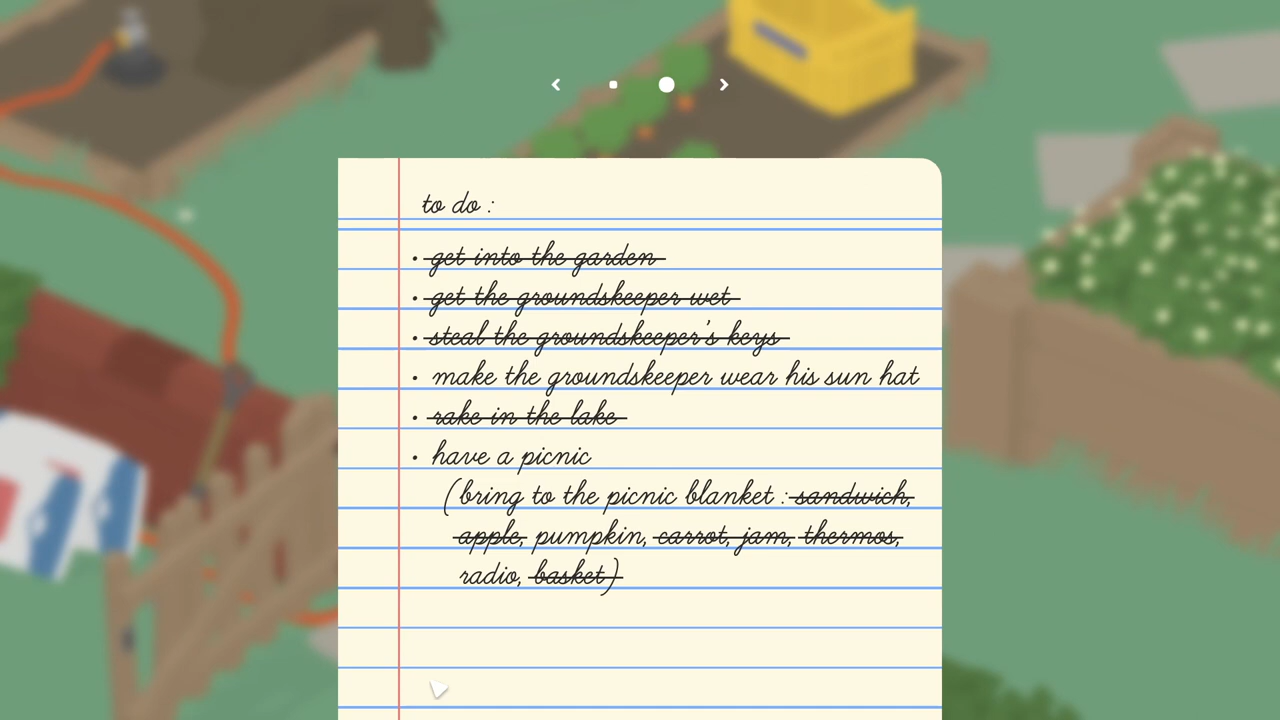 to do :
• get into the garden
• get the groundskeeper wet
• steal the groundskeeper's keys
• make the groundskeeper wear his sun hat
• rake in the lake
• have a picnic
(bring to the picnic blanket : sandwich,
apple, pumpkin, carrot, jam, thermos,
radio, basket)